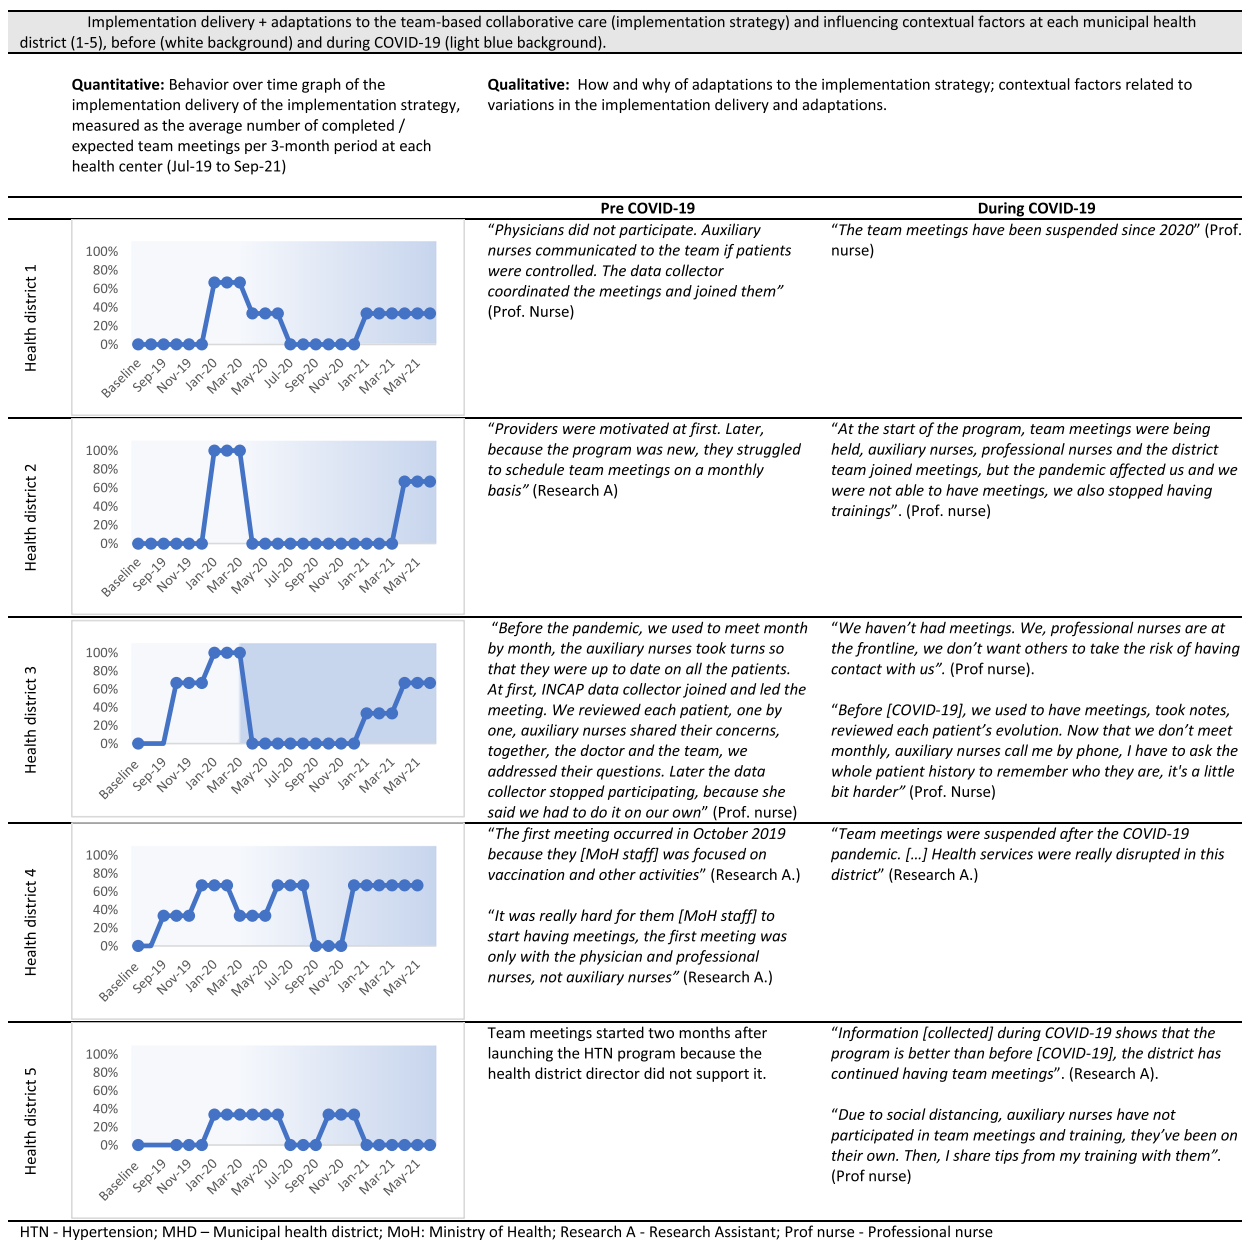 Implementation delivery + adaptations to the team-based collaborative care (implementation strategy) and influencing contextual factors at each municipal health
district (1-5), before (white background) and during COVID-19 (light blue background).
Quantitative: Behavior over time graph of the
implementation delivery of the implementation strategy,
measured as the average number of completed /
expected team meetings per 3-month period at each
health center (Jul-19 to Sep-21)
Qualitative: How and why of adaptations to the implementation strategy; contextual factors related to
variations in the implementation delivery and adaptations.
Pre COVID-19
During COVID-19
Health district 1
100%
80%
60%
40%
20%
0%
Baseline
Sep-19
Nov-19
Jan-20
Mar-20
May-20
Jul-20
Sep-20
Nov-20
Jan-21
Mar-21
May-21
“Physicians did not participate. Auxiliary
nurses communicated to the team if patients
were controlled. The data collector
coordinated the meetings and joined them”
(Prof. Nurse)
“The team meetings have been suspended since 2020” (Prof.
nurse)
Health district 2
100%
80%
60%
40%
20%
0%
Baseline
Sep-19
Nov-19
Jan-20
Mar-20
May-20
Jul-20
Sep-20
Nov-20
Jan-21
Mar-21
May-21
“Providers were motivated at first. Later,
because the program was new, they struggled
to schedule team meetings on a monthly
basis” (Research A)
“At the start of the program, team meetings were being
held, auxiliary nurses, professional nurses and the district
team joined meetings, but the pandemic affected us and we
were not able to have meetings, we also stopped having
trainings”. (Prof. nurse)
Health district 3
100%
80%
60%
40%
20%
0%
Baseline
Sep-19
Nov-19
Jan-20
Mar-20
May-20
Jul-20
Sep-20
Nov-20
Jan-21
Mar-21
May-21
“Before the pandemic, we used to meet month
by month, the auxiliary nurses took turns so
that they were up to date on all the patients.
At first, INCAP data collector joined and led the
meeting. We reviewed each patient, one by
one, auxiliary nurses shared their concerns,
together, the doctor and the team, we
addressed their questions. Later the data
collector stopped participating, because she
said we had to do it on our own” (Prof. nurse)
“We haven’t had meetings. We, professional nurses are at
the frontline, we don’t want others to take the risk of having
contact with us”. (Prof nurse).
“Before [COVID-19], we used to have meetings, took notes,
reviewed each patient’s evolution. Now that we don’t meet
monthly, auxiliary nurses call me by phone, I have to ask the
whole patient history to remember who they are, it's a little
bit harder” (Prof. Nurse)
Health district 4
100%
80%
60%
40%
20%
0%
Baseline
Sep-19
Nov-19
Jan-20
Mar-20
May-20
Jul-20
Sep-20
Nov-20
Jan-21
Mar-21
May-21
“The first meeting occurred in October 2019
because they [MoH staff] was focused on
vaccination and other activities” (Research A.)
“It was really hard for them [MoH staff] to
start having meetings, the first meeting was
only with the physician and professional
nurses, not auxiliary nurses” (Research A.)
“Team meetings were suspended after the COVID-19
pandemic. […] Health services were really disrupted in this
district” (Research A.)
Health district 5
100%
80%
60%
40%
20%
0%
Baseline
Sep-19
Nov-19
Jan-20
Mar-20
May-20
Jul-20
Sep-20
Nov-20
Jan-21
Mar-21
May-21
Team meetings started two months after
launching the HTN program because the
health district director did not support it.
“Information [collected] during COVID-19 shows that the
program is better than before [COVID-19], the district has
continued having team meetings”. (Research A).
“Due to social distancing, auxiliary nurses have not
participated in team meetings and training, they’ve been on
their own. Then, I share tips from my training with them”.
(Prof nurse)
HTN - Hypertension; MHD – Municipal health district; MoH: Ministry of Health; Research A - Research Assistant; Prof nurse - Professional nurse